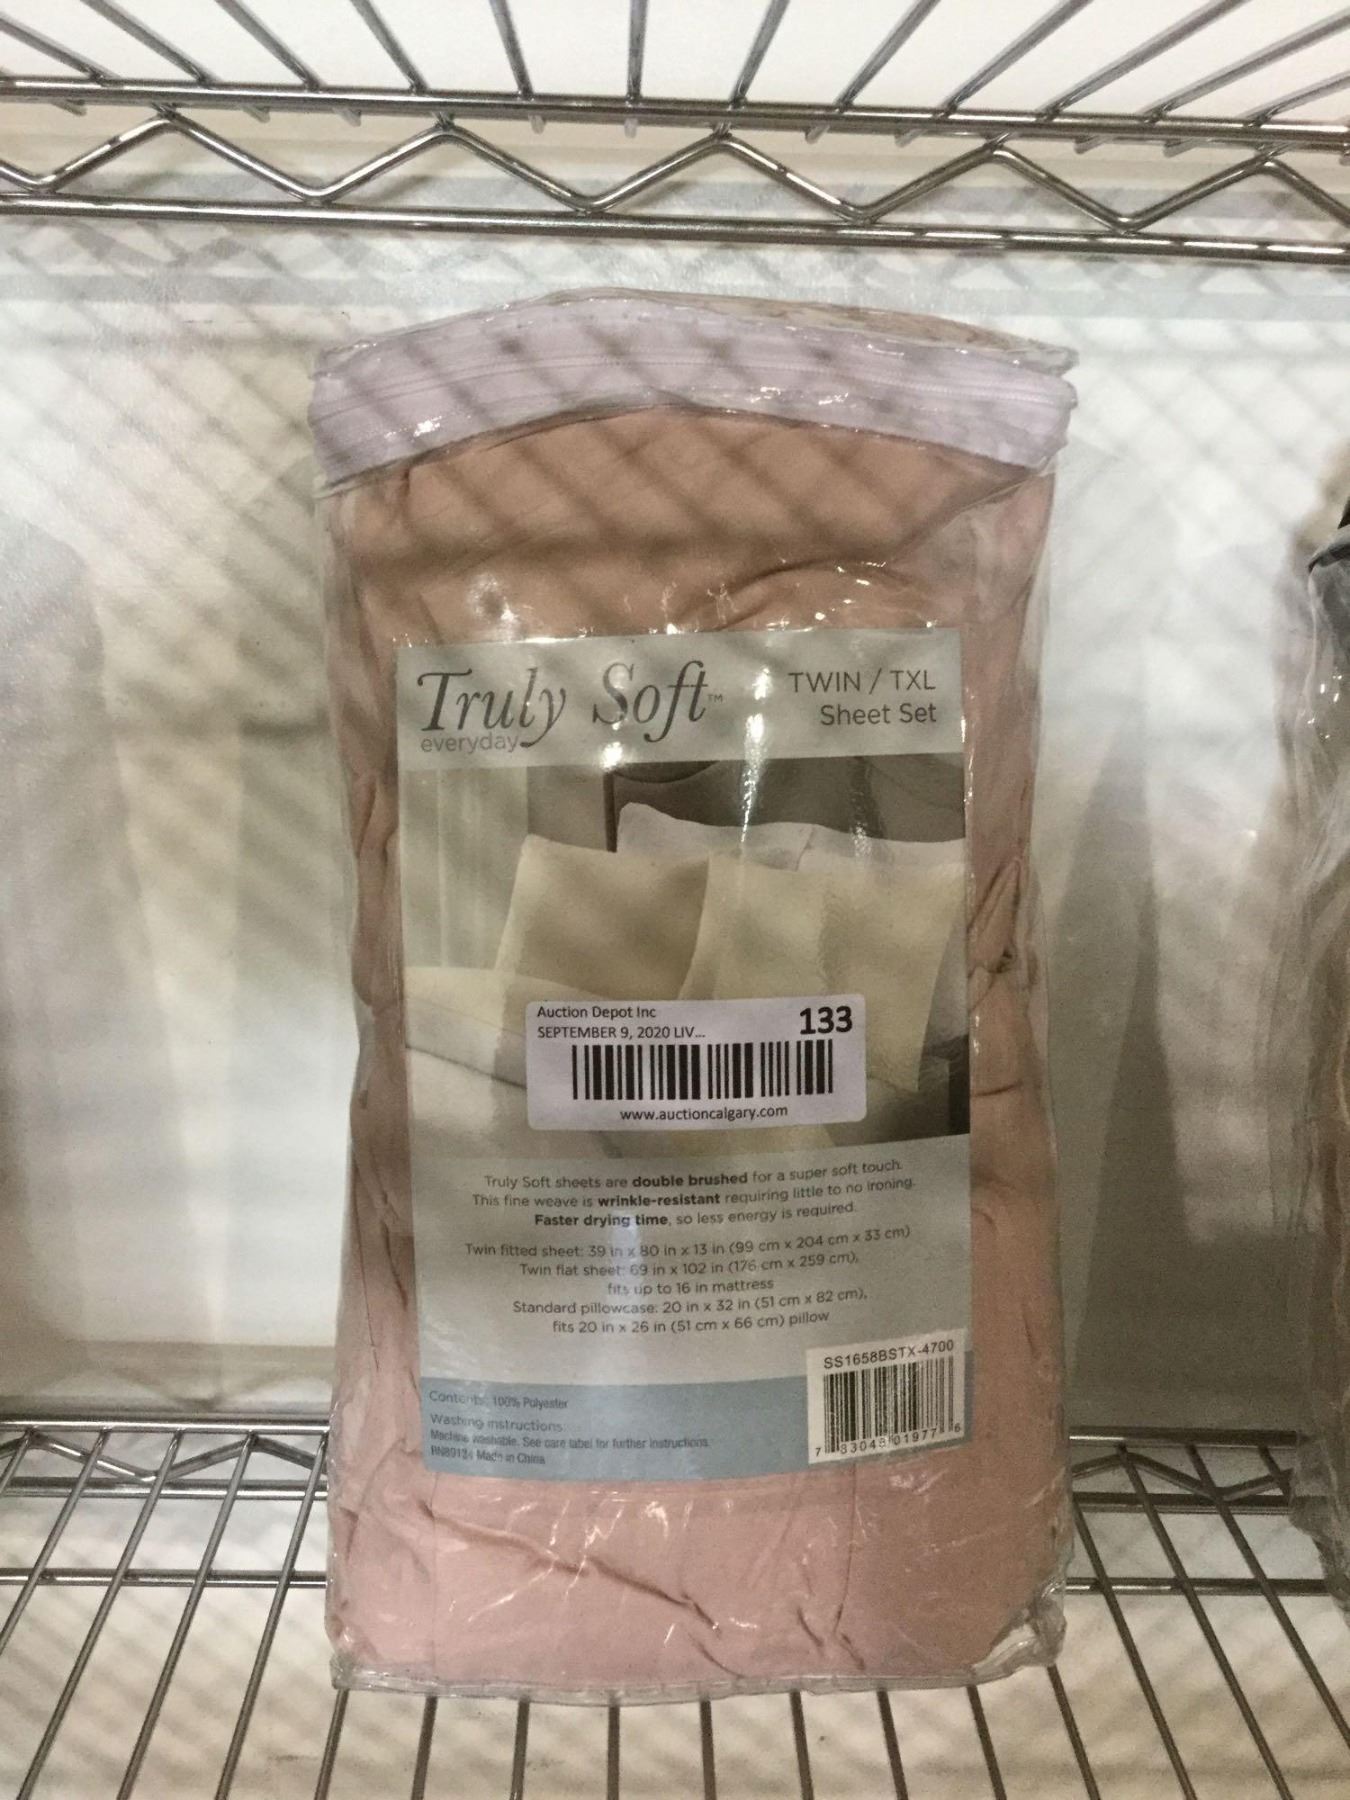 Truly Soft™
everyday
TWIN / TXL
Sheet Set
Auction Depot Inc
SEPTEMBER 9, 2020 LIV...
133
www.auctioncalgary.com
Truly Soft sheets are double brushed for a super soft touch.
This fine weave is wrinkle-resistant requiring little to no ironing.
Faster drying time, so less energy is required.
Twin fitted sheet: 39 in x 80 in x 13 in (99 cm x 204 cm x 33 cm)
Twin flat sheet: 69 in x 102 in (176 cm x 259 cm),
fits up to 16 in mattress
Standard pillowcase: 20 in x 32 in (51 cm x 82 cm),
fits 20 in x 26 in (51 cm x 66 cm) pillow
SS1658BSTX-4700
7 83048 01977 6
Contents: 100% Polyester
Washing instructions
Machine washable. See care label for further instructions.
RN89134 Made in China